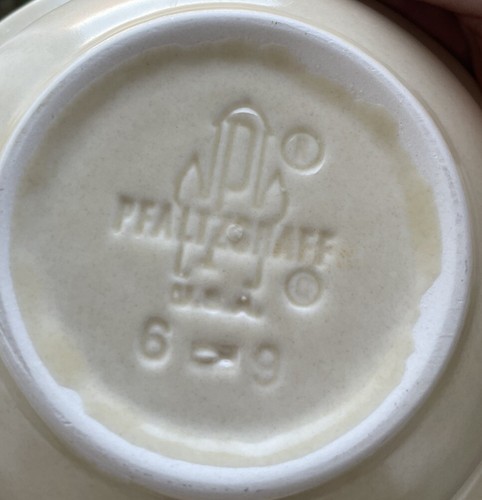 P ®
PFALTZGRAFF ®
U.S.A.
6 - 9